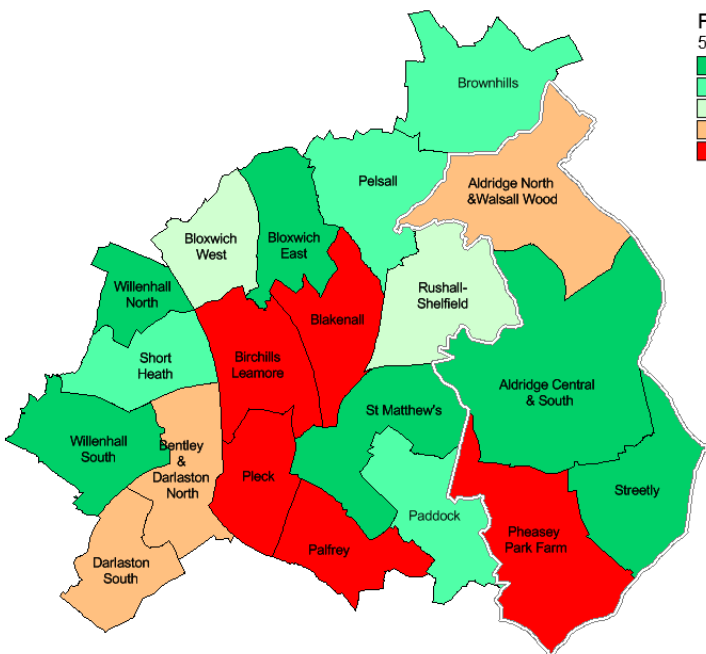 F
5
Brownhills
Pelsall
Aldridge North
&Walsall Wood
Bloxwich
West
Bloxwich
East
Willenhall
North
Rushall-
Shelfield
Blakenall
Short
Heath
Birchills
Leamore
Aldridge Central
& South
St Matthew's
Willenhall
South
Bentley
&
Darlaston
North
Pleck
Streetly
Paddock
Pheasey
Park Farm
Palfrey
Darlaston
South